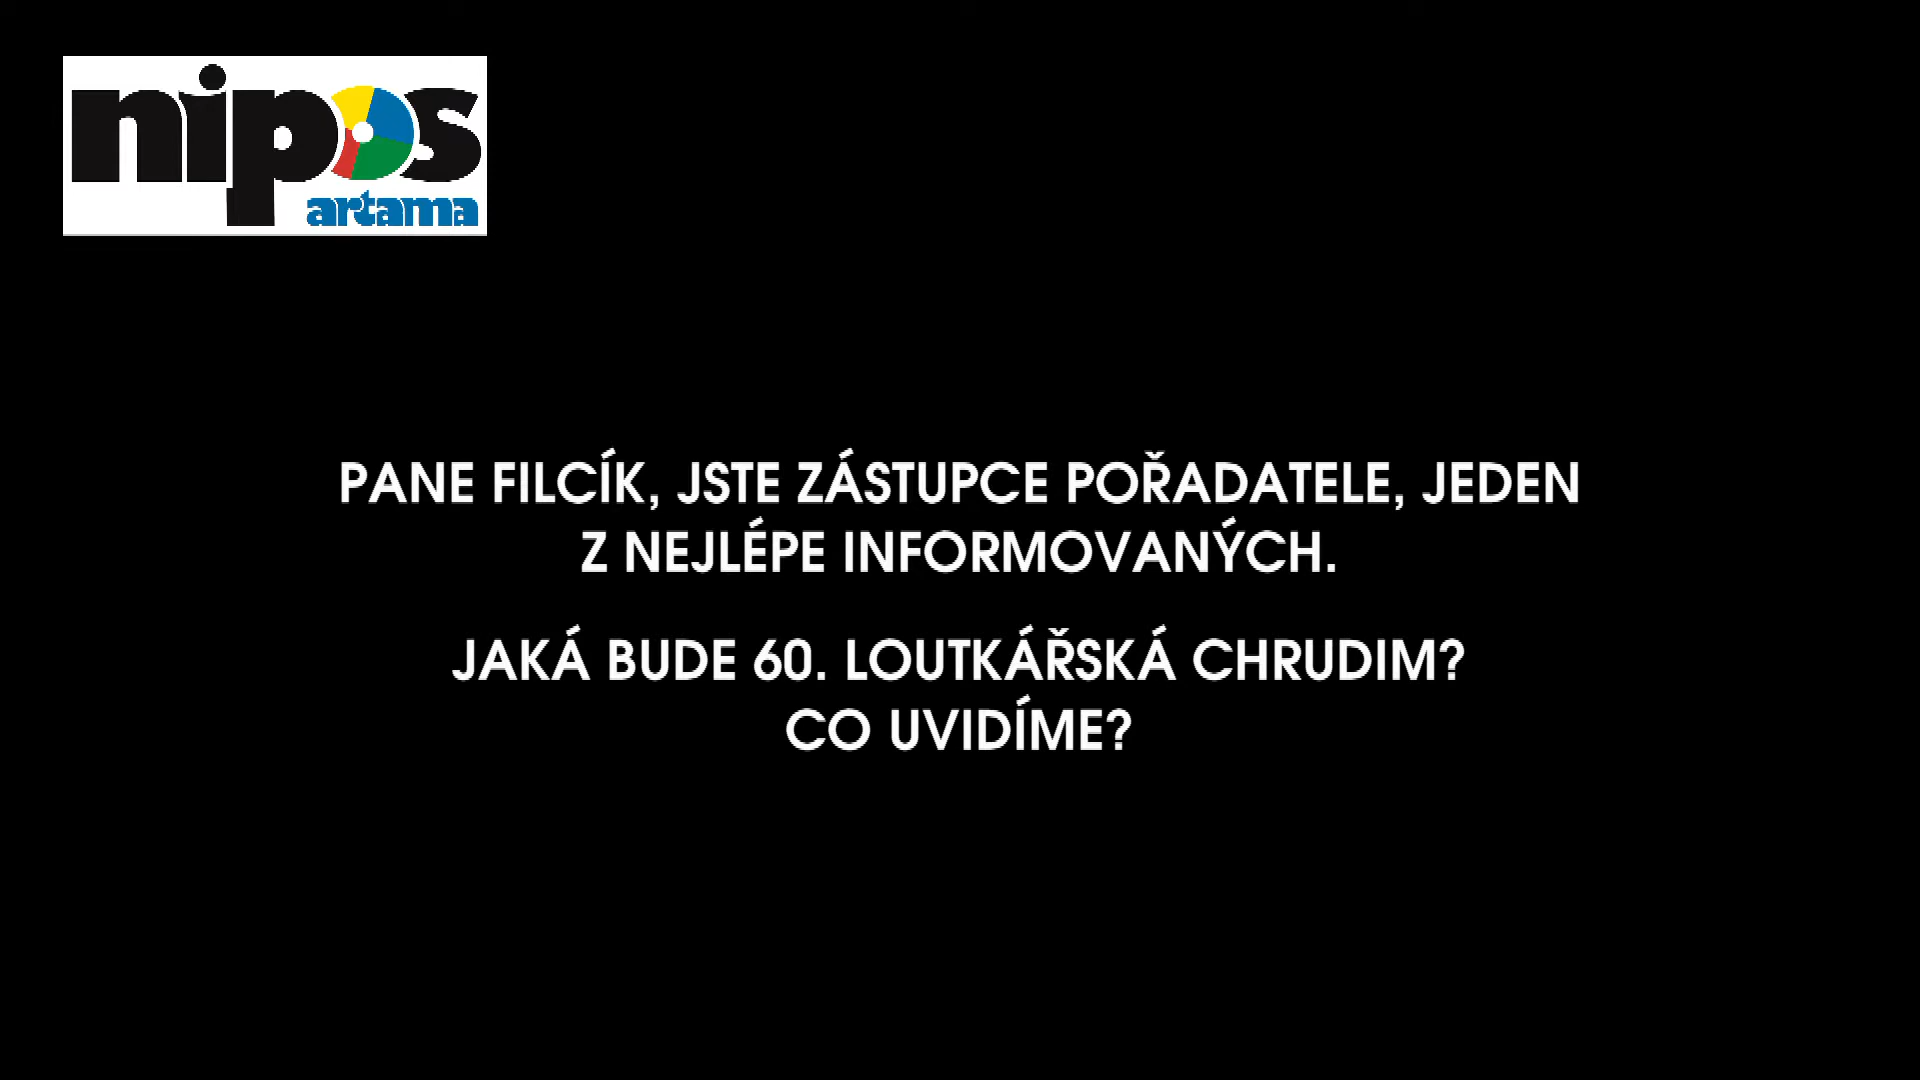 nipos
artama
PANE FILCÍK, JSTE ZÁSTUPCE POŘADATELE, JEDEN
Z NEJLÉPE INFORMOVANÝCH.
JAKÁ BUDE 60. LOUTKÁŘSKÁ CHRUDIM?
CO UVIDÍME?